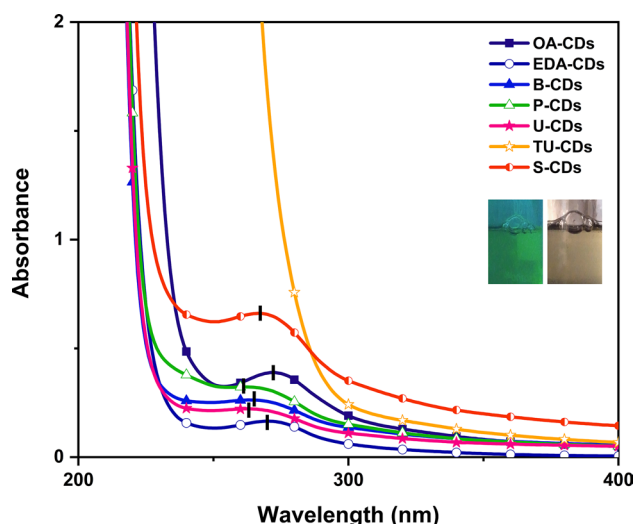 2
OA-CDs
EDA-CDs
B-CDs
P-CDs
U-CDs
TU-CDs
S-CDs
1
Absorbance
0
200 300 400
Wavelength (nm)